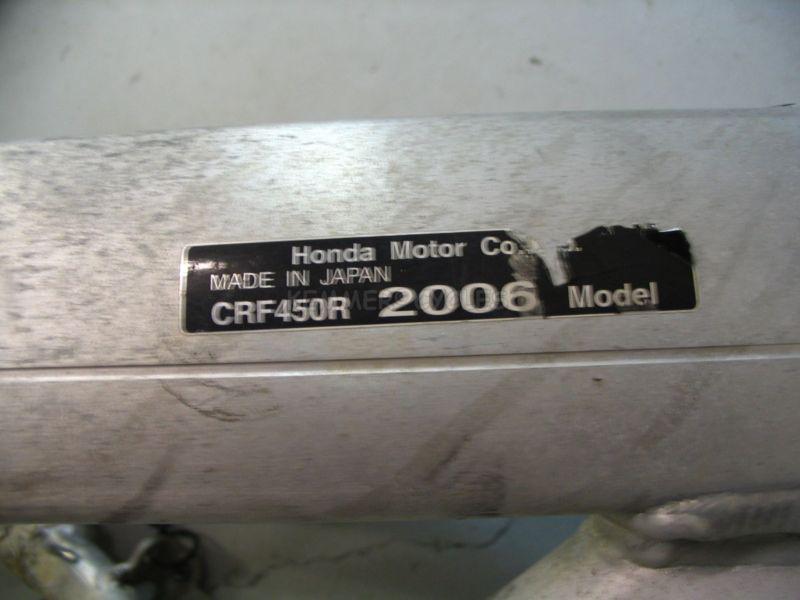 Honda Motor Co.
MADE IN JAPAN
CRF450R 2006 Model